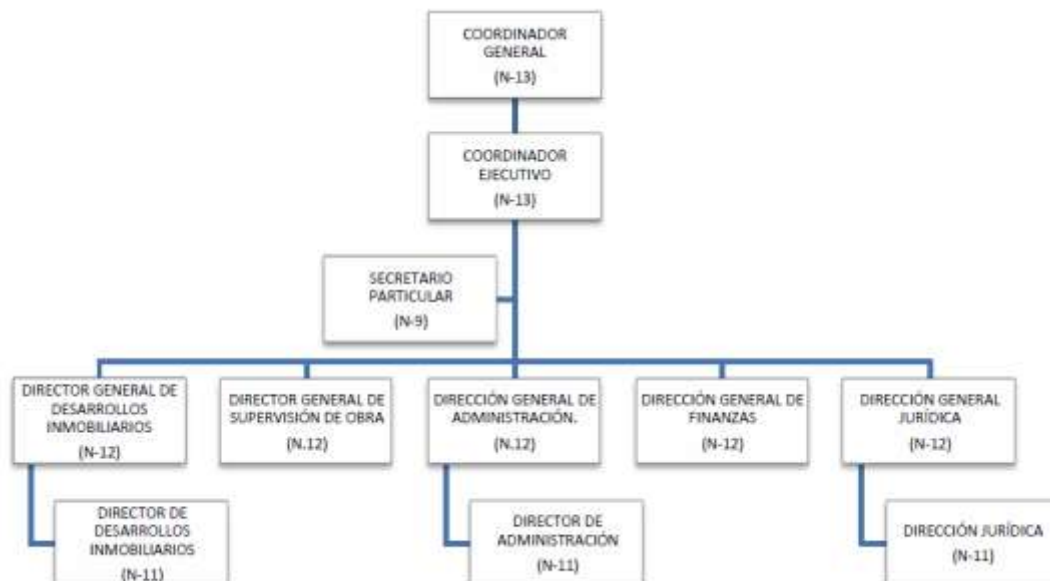 COORDINADOR
GENERAL
(N-13)
COORDINADOR
EJECUTIVO
(N-13)
SECRETARIO
PARTICULAR
(N-9)
DIRECTOR GENERAL DE
DESARROLLOS
INMOBILIARIOS
(N-12)
DIRECTOR GENERAL DE
SUPERVISIÓN DE OBRA
(N.12)
DIRECCIÓN GENERAL DE
ADMINISTRACIÓN.
(N.12)
DIRECCIÓN GENERAL DE
FINANZAS
(N-12)
DIRECCIÓN GENERAL
JURÍDICA
(N-12)
DIRECTOR DE
DESARROLLOS
INMOBILIARIOS
(N-11)
DIRECTOR DE
ADMINISTRACIÓN
(N-11)
DIRECCIÓN JURÍDICA
(N-11)